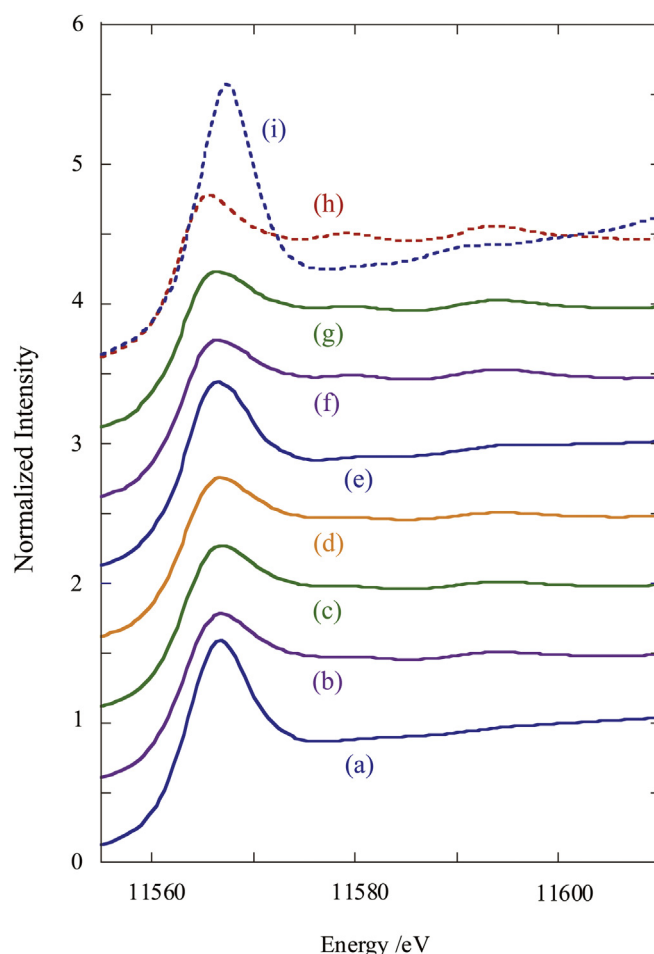 6
5
4
3
2
1
0
Normalized Intensity
(i)
(h)
(g)
(f)
(e)
(d)
(c)
(b)
(a)
11560
11580
11600
Energy /eV